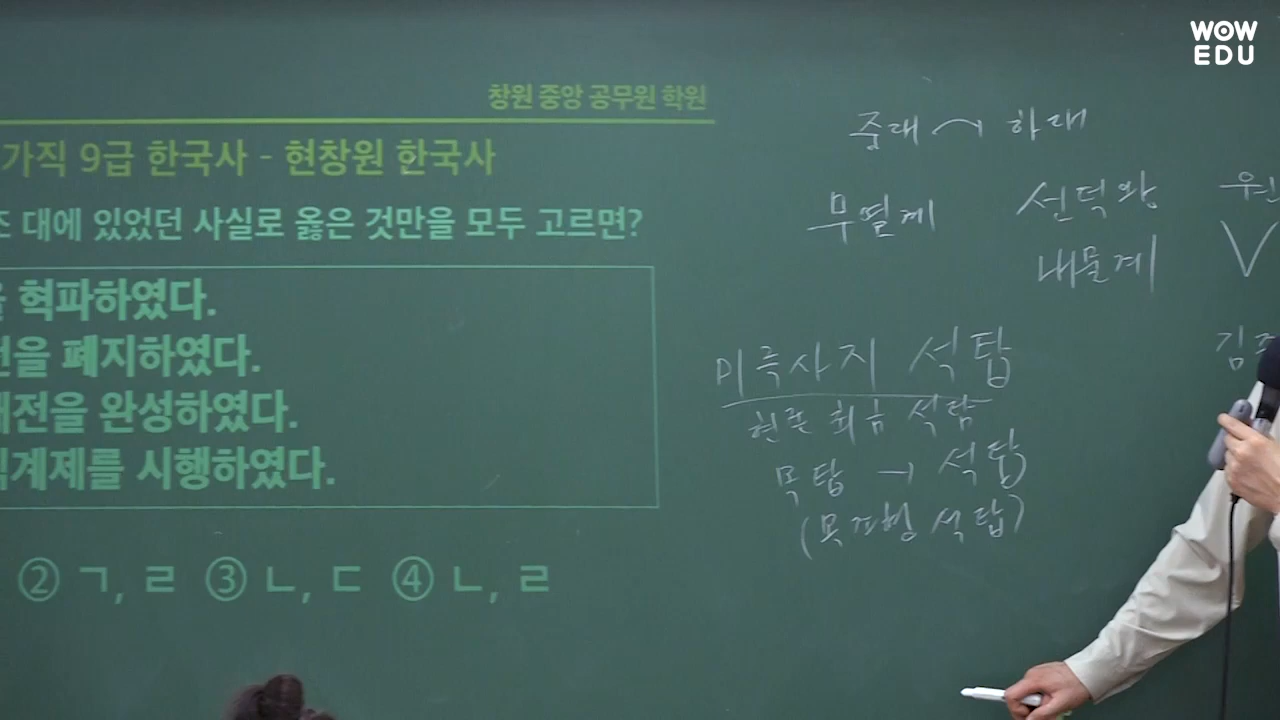 WOW
EDU
창원 중앙 공무원 학원
가직 9급 한국사 - 현창원 한국사
조 대에 있었던 사실로 옳은 것만을 모두 고르면?
을 혁파하였다.
전을 폐지하였다.
대전을 완성하였다.
직계제를 시행하였다.
② ㄱ, ㄹ ③ ㄴ, ㄷ ④ ㄴ, ㄹ
중대 → 하대
무열계 선덕왕
내물계
미륵사지 석탑
현존 최고 석탑
목탑 → 석탑
(목조형 석탑)